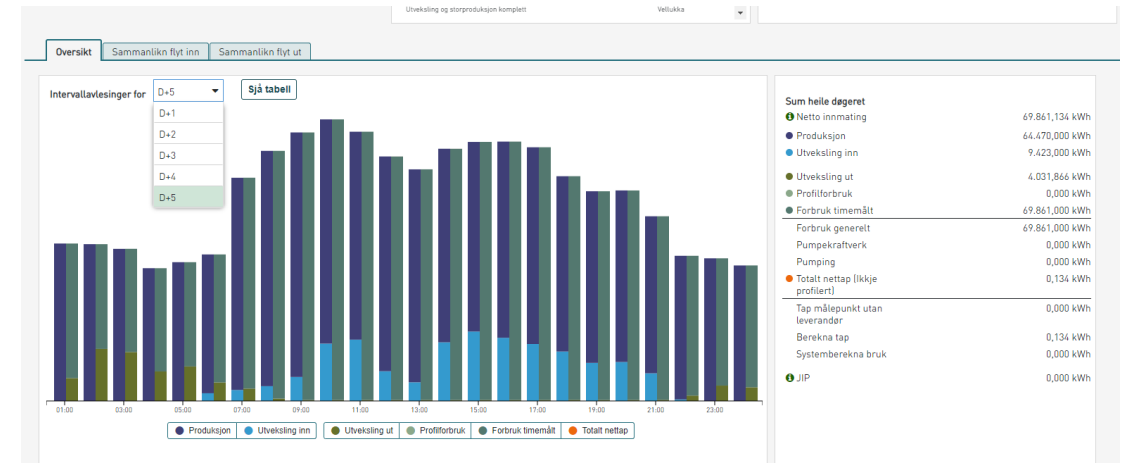 Utveksling og storproduksjon komplett Vellukka
Oversikt Sammanlikn flyt inn Sammanlikn flyt ut
Intervallavlesinger for D+5 Sjå tabell
D+1
D+2
D+3
D+4
D+5
01:00 03:00 05:00 07:00 09:00 11:00 13:00 15:00 17:00 19:00 21:00 23:00
Produksjon Utveksling inn Utveksling ut Profilforbruk Forbruk timemålt Totalt nettap
Sum heile døgeret
Netto innmating 69.861,134 kWh
Produksjon 64.470,000 kWh
Utveksling inn 9.423,000 kWh
Utveksling ut 4.031,866 kWh
Profilforbruk 0,000 kWh
Forbruk timemålt 69.861,000 kWh
Forbruk generelt 69.861,000 kWh
Pumpekraftverk 0,000 kWh
Pumping 0,000 kWh
Totalt nettap (Ikkje 0,134 kWh
profilert)
Tap målepunkt utan 0,000 kWh
leverandør
Berekna tap 0,134 kWh
Systemberekna bruk 0,000 kWh
JIP 0,000 kWh